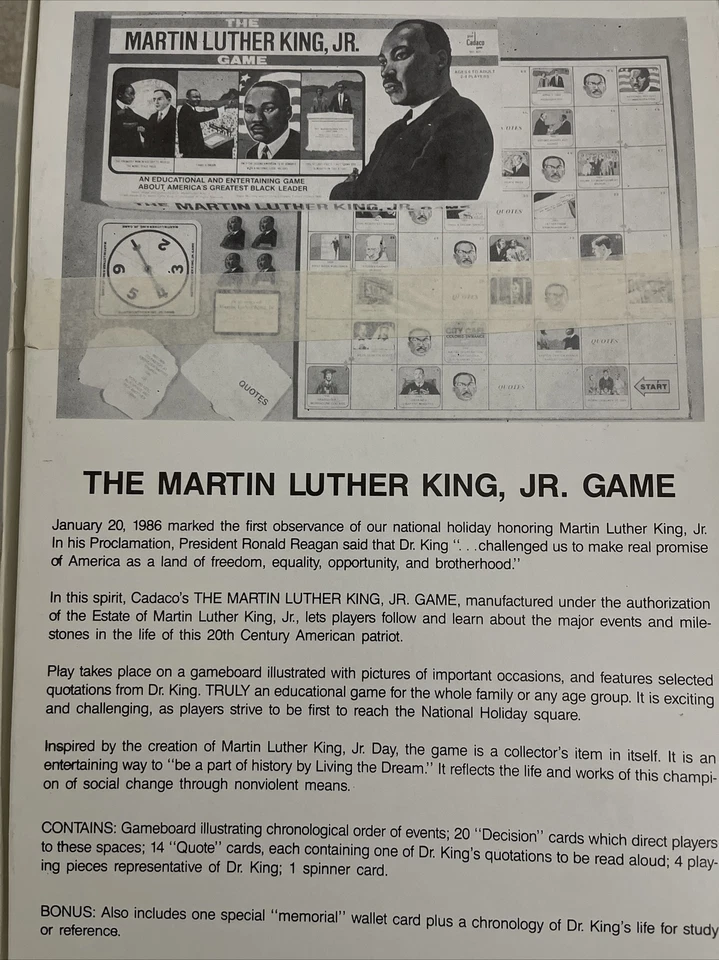 THE
MARTIN LUTHER KING, JR.
GAME
Cadaco
AN EDUCATIONAL AND ENTERTAINING GAME
ABOUT AMERICA'S GREATEST BLACK LEADER
THE MARTIN LUTHER KING, JR. GAME
QUOTES
QUOTES
2
3
4
5
6
QUOTES
QUOTES
QUOTES
QUOTES
START
THE MARTIN LUTHER KING, JR. GAME
January 20, 1986 marked the first observance of our national holiday honoring Martin Luther King, Jr.
In his Proclamation, President Ronald Reagan said that Dr. King “. . .challenged us to make real promise
of America as a land of freedom, equality, opportunity, and brotherhood.”
In this spirit, Cadaco's THE MARTIN LUTHER KING, JR. GAME, manufactured under the authorization
of the Estate of Martin Luther King, Jr., lets players follow and learn about the major events and mile-
stones in the life of this 20th Century American patriot.
Play takes place on a gameboard illustrated with pictures of important occasions, and features selected
quotations from Dr. King. TRULY an educational game for the whole family or any age group. It is exciting
and challenging, as players strive to be first to reach the National Holiday square.
Inspired by the creation of Martin Luther King, Jr. Day, the game is a collector's item in itself. It is an
entertaining way to “be a part of history by Living the Dream.” It reflects the life and works of this champi-
on of social change through nonviolent means.
CONTAINS: Gameboard illustrating chronological order of events; 20 “Decision” cards which direct players
to these spaces; 14 “Quote” cards, each containing one of Dr. King's quotations to be read aloud; 4 play-
ing pieces representative of Dr. King; 1 spinner card.
BONUS: Also includes one special “memorial” wallet card plus a chronology of Dr. King's life for study
or reference.